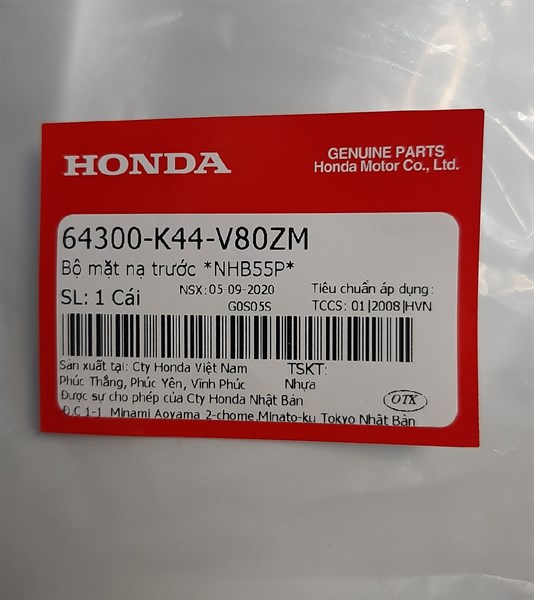 HONDA
GENUINE PARTS
Honda Motor Co., Ltd.
64300-K44-V80ZM
Bộ mặt nạ trước *NHB55P*
SL: 1 Cái
NSX: 05-09-2020
G0S05S
Tiêu chuẩn áp dụng :
TCCS: 01|2008|HVN
Sản xuất tại: Cty Honda Việt Nam
Phúc Thắng, Phúc Yên, Vĩnh Phúc
TSKT:
Nhựa
Được sự cho phép của Cty Honda Nhật Bản
Đ.C 1-1 Minami Aoyama 2-chome,Minato-ku Tokyo Nhật Bản
OTK